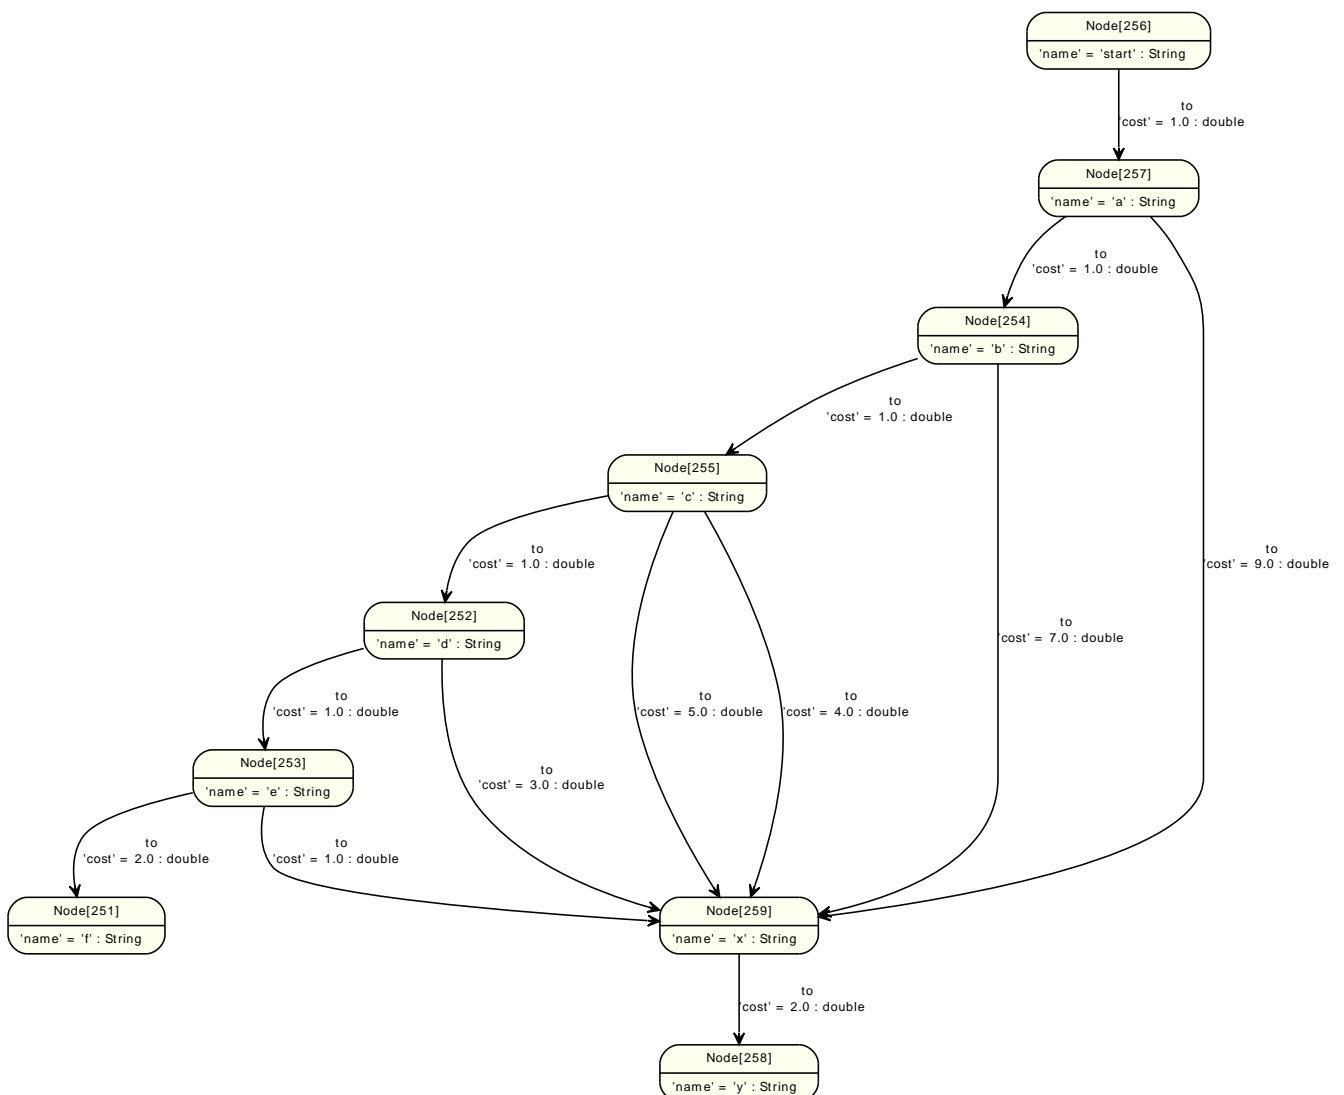 Node[256]
'name' = 'start' : String
to
'cost' = 1.0 : double
Node[257]
'name' = 'a' : String
to
'cost' = 1.0 : double
Node[254]
'name' = 'b' : String
to
'cost' = 1.0 : double
Node[255]
'name' = 'c' : String
to
'cost' = 1.0 : double
to
'cost' = 9.0 : double
Node[252]
'name' = 'd' : String
to
'cost' = 7.0 : double
to
'cost' = 1.0 : double
to
'cost' = 5.0 : double
to
'cost' = 4.0 : double
Node[253]
'name' = 'e' : String
to
'cost' = 3.0 : double
to
'cost' = 2.0 : double
to
'cost' = 1.0 : double
Node[251]
'name' = 'f' : String
Node[259]
'name' = 'x' : String
to
'cost' = 2.0 : double
Node[258]
'name' = 'y' : String